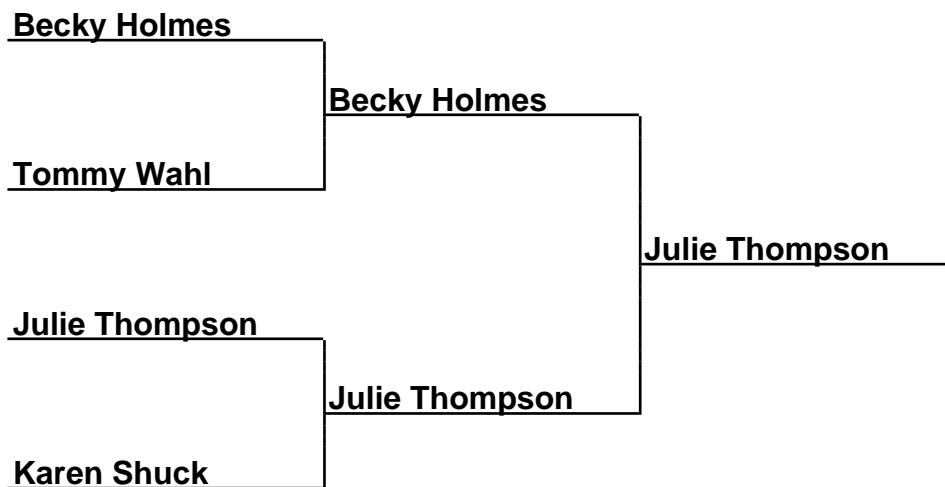 Becky Holmes
Becky Holmes
Tommy Wahl
Julie Thompson
Julie Thompson
Julie Thompson
Karen Shuck